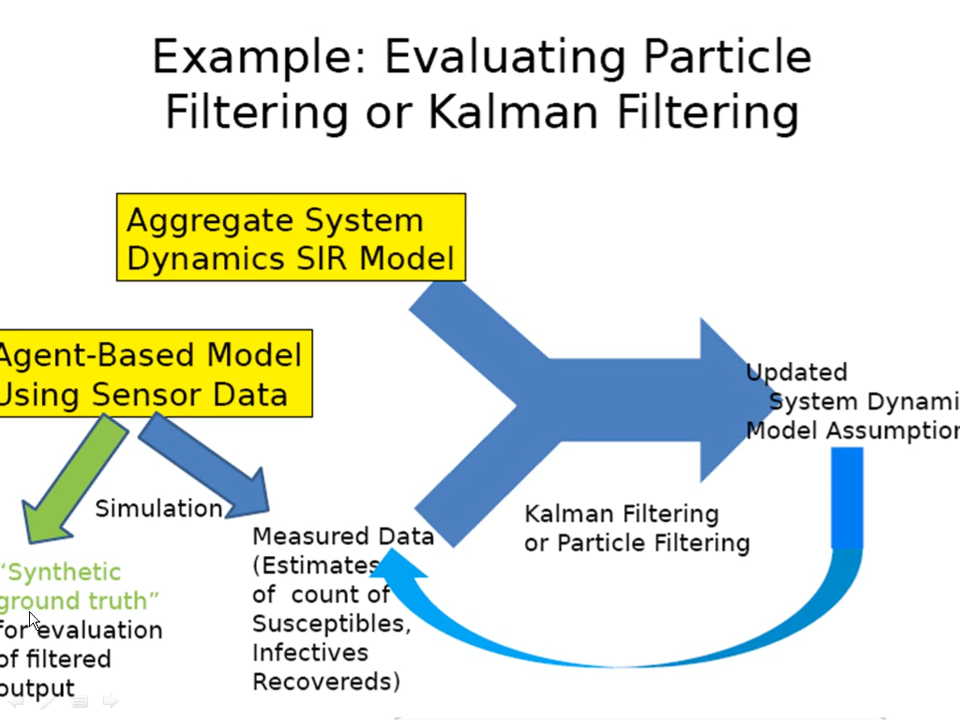 Example: Evaluating Particle
Filtering or Kalman Filtering
Aggregate System
Dynamics SIR Model
Agent-Based Model
Using Sensor Data
Updated
System Dynami
Model Assumption
Simulation
Kalman Filtering
or Particle Filtering
Measured Data
(Estimates
of count of
Susceptibles,
Infectives
Recovereds)
“Synthetic
ground truth”
for evaluation
of filtered
output